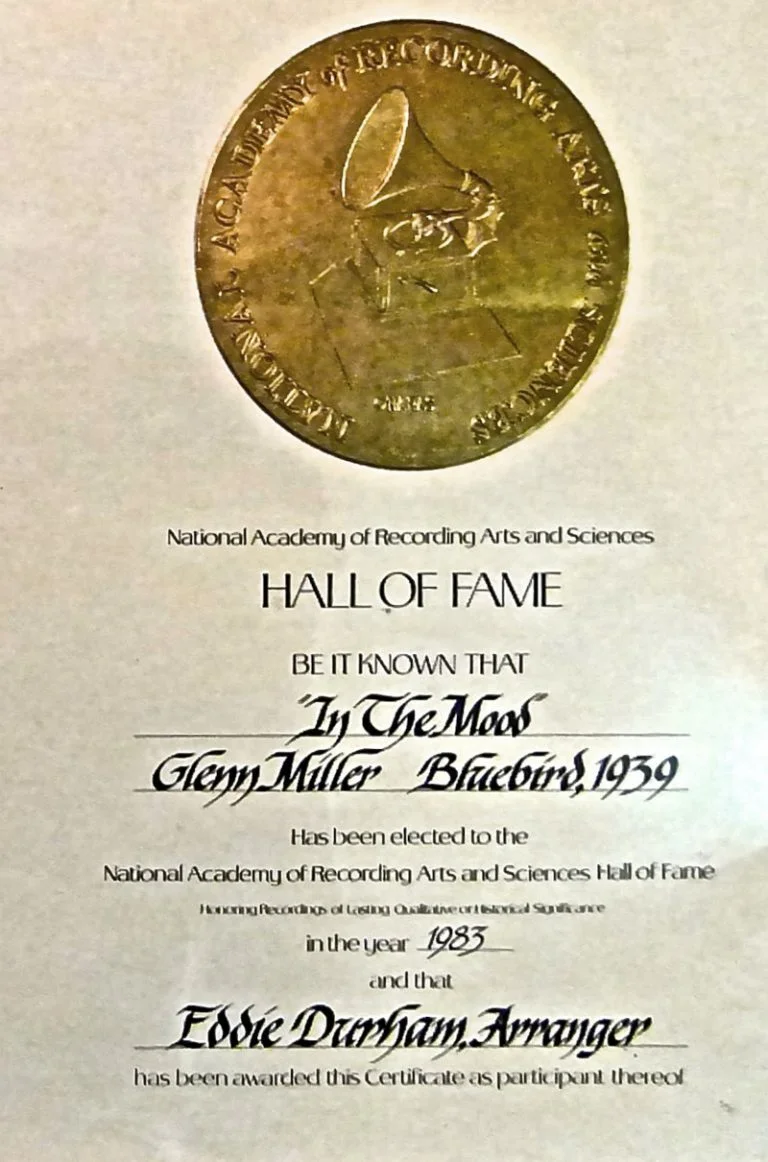 NATIONAL ACADEMY of RECORDING ARTS and SCIENCES
National Academy of Recording Arts and Sciences
HALL OF FAME
BE IT KNOWN THAT
"In The Mood"
Glenn Miller Bluebird, 1939
Has been elected to the
National Academy of Recording Arts and Sciences Hall of Fame
Honoring Recordings of Lasting Qualitative or Historical Significance
in the year 1983
and that
Eddie Durham, Arranger
has been awarded this Certificate as participant thereof